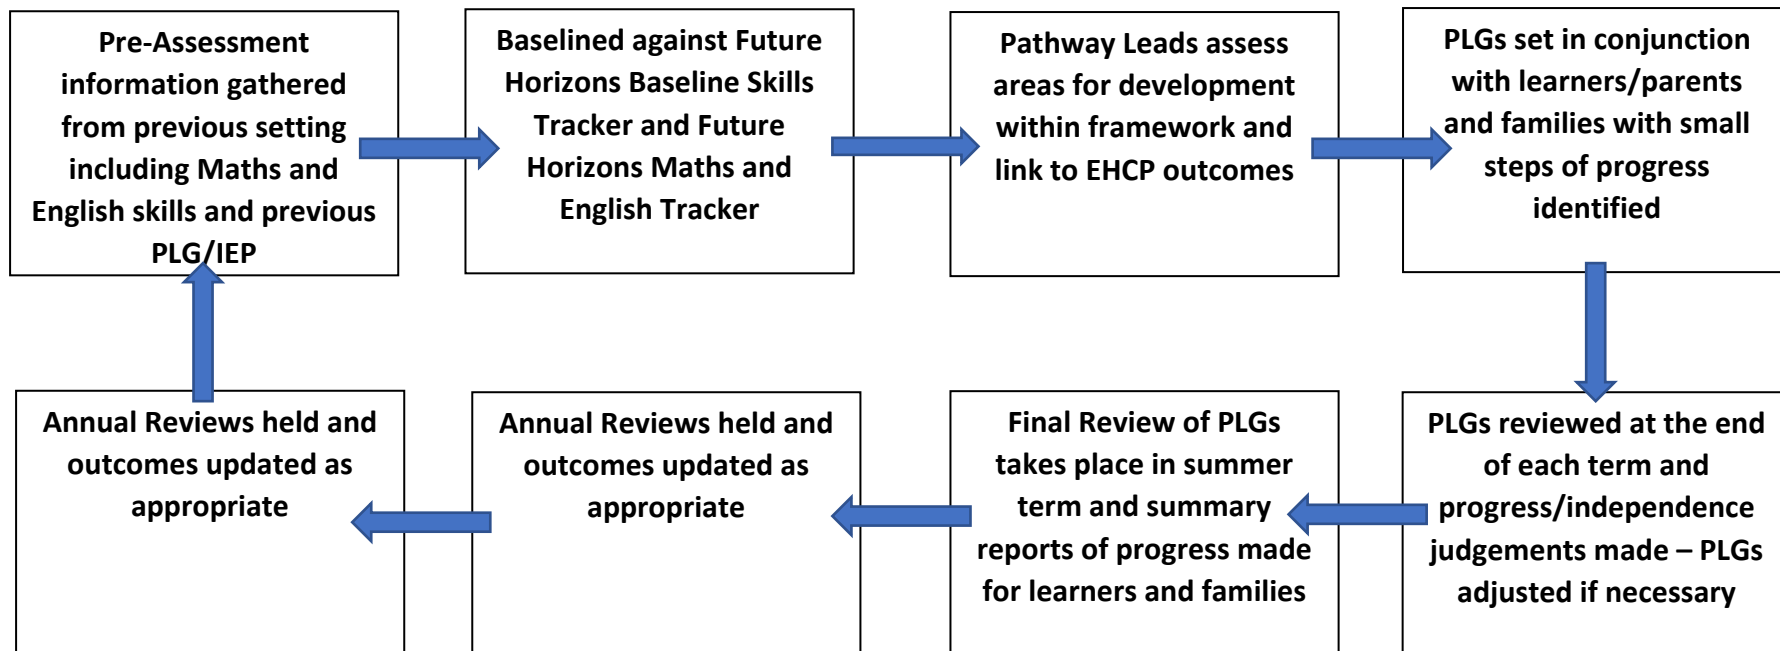 Pre-Assessment
information gathered
from previous setting
including Maths and
English skills and previous
PLG/IEP
Baselined against Future
Horizons Baseline Skills
Tracker and Future
Horizons Maths and
English Tracker
Pathway Leads assess
areas for development
within framework and
link to EHCP outcomes
PLGs set in conjunction
with learners/parents
and families with small
steps of progress
identified
PLGs reviewed at the end
of each term and
progress/independence
judgements made – PLGs
adjusted if necessary
Final Review of PLGs
takes place in summer
term and summary
reports of progress made
for learners and families
Annual Reviews held and
outcomes updated as
appropriate
Annual Reviews held and
outcomes updated as
appropriate